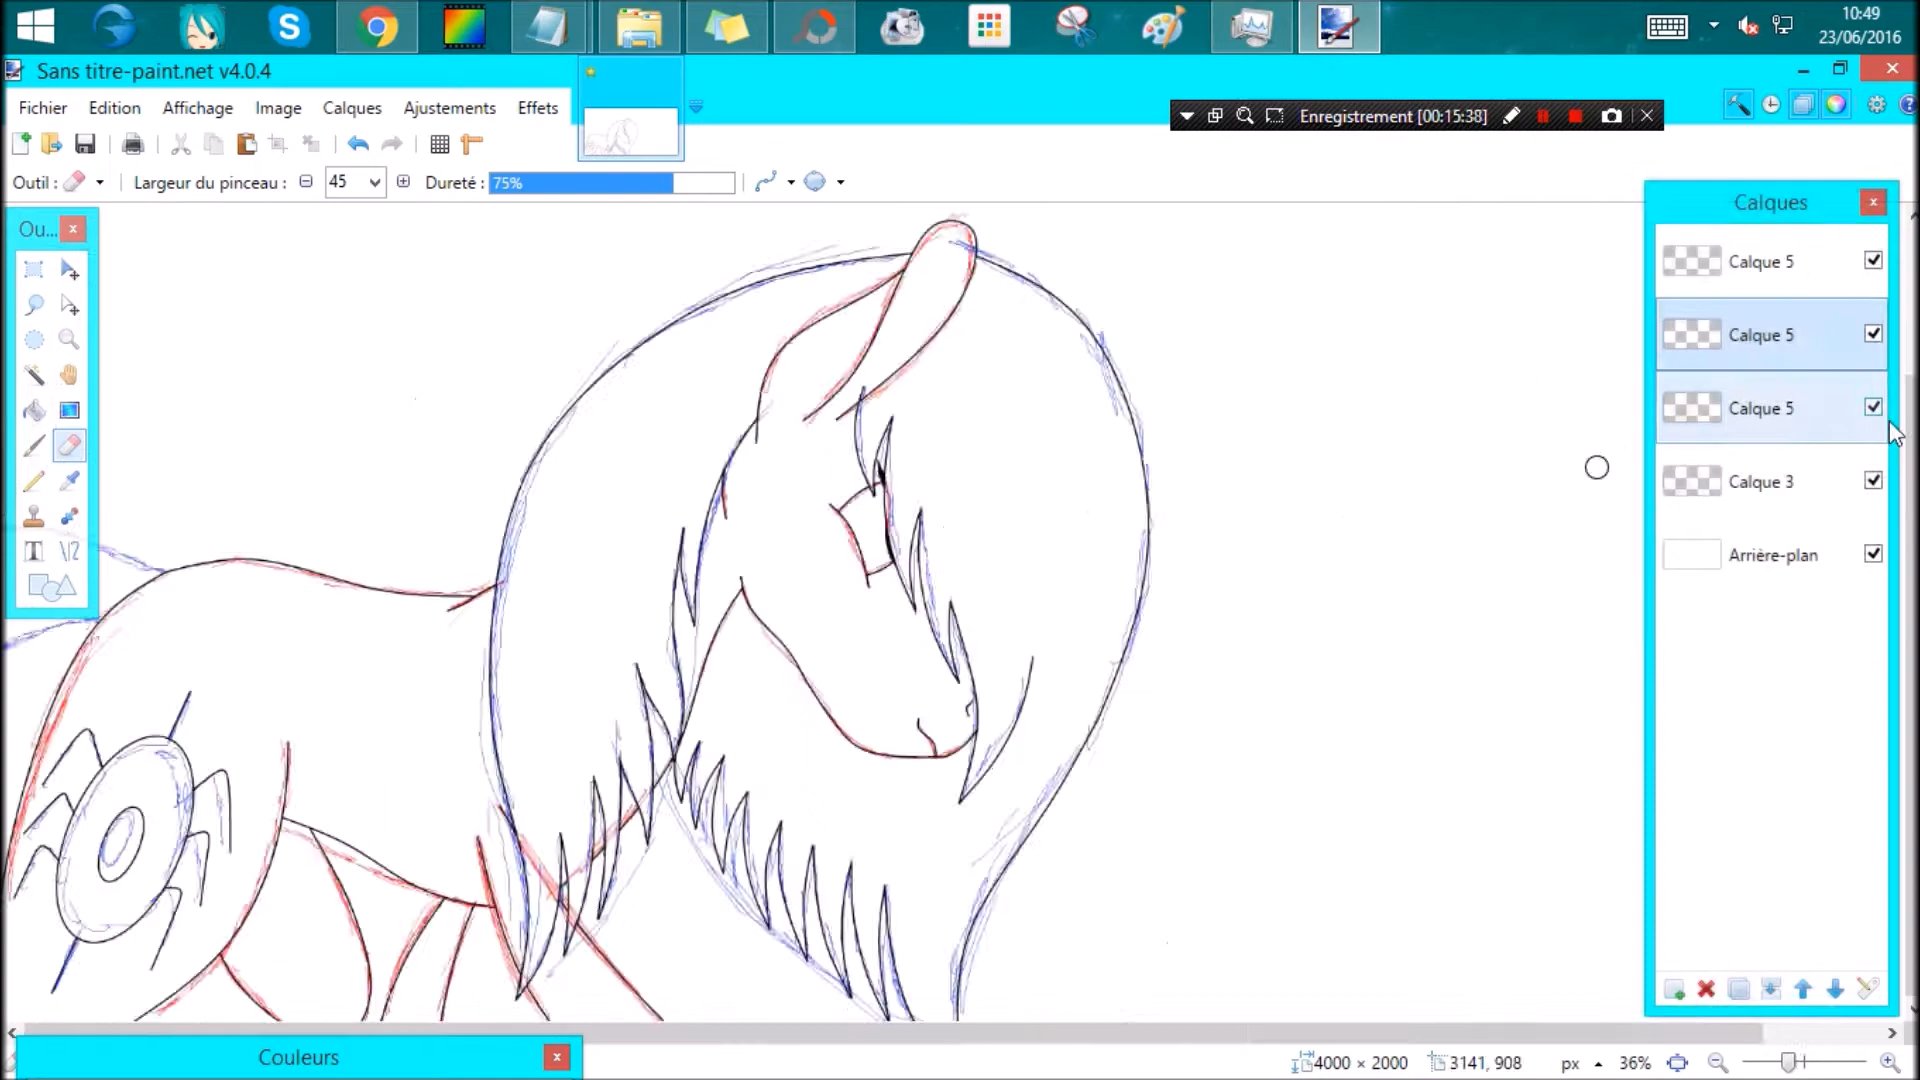 10:49
23/06/2016
Sans titre-paint.net v4.0.4
Fichier Edition Affichage Image Calques Ajustements Effets
Enregistrement [00:15:38]
Outil : Largeur du pinceau : 45 Dureté : 75%
Ou...
Calques
Calque 5
Calque 5
Calque 5
Calque 3
Arrière-plan
Couleurs
4000 × 2000 3141, 908 px 36%